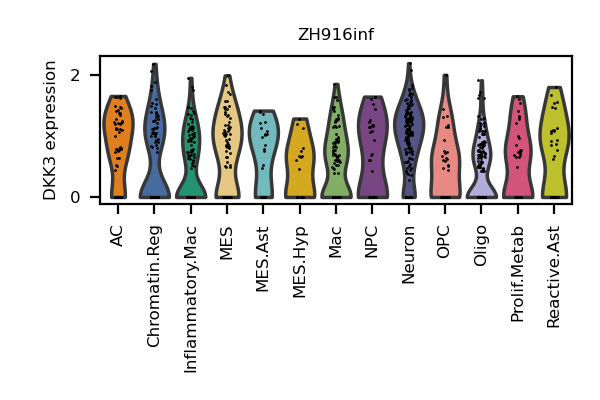 ZH916inf
DKK3 expression
2
0
AC
Chromatin.Reg
Inflammatory.Mac
MES
MES.Ast
MES.Hyp
Mac
NPC
Neuron
OPC
Oligo
Prolif.Metab
Reactive.Ast